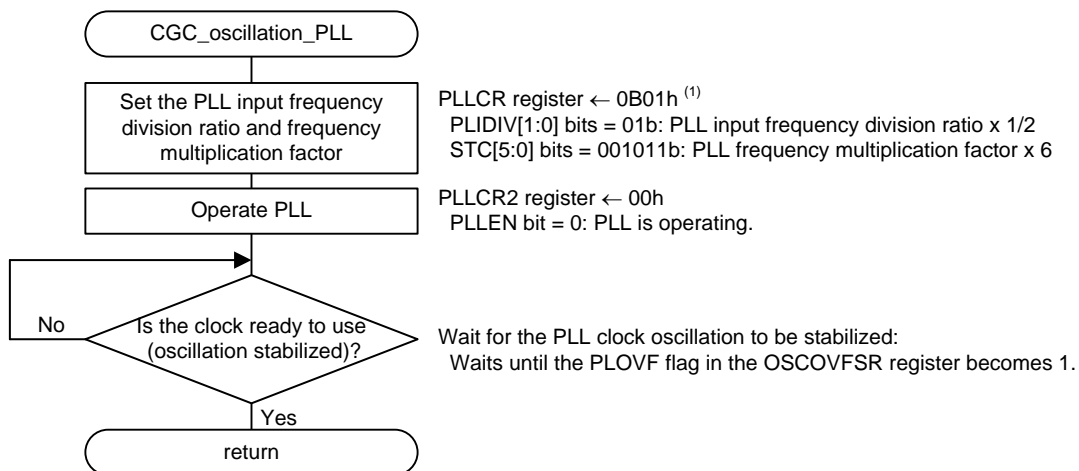 CGC_oscillation_PLL
Set the PLL input frequency
division ratio and frequency
multiplication factor
PLLCR register ← 0B01h (1)
PLIDIV[1:0] bits = 01b: PLL input frequency division ratio x 1/2
STC[5:0] bits = 001011b: PLL frequency multiplication factor x 6
Operate PLL
PLLCR2 register ← 00h
PLLEN bit = 0: PLL is operating.
No
Is the clock ready to use
(oscillation stabilized)?
Wait for the PLL clock oscillation to be stabilized:
Waits until the PLOVF flag in the OSCOVFSR register becomes 1.
Yes
return